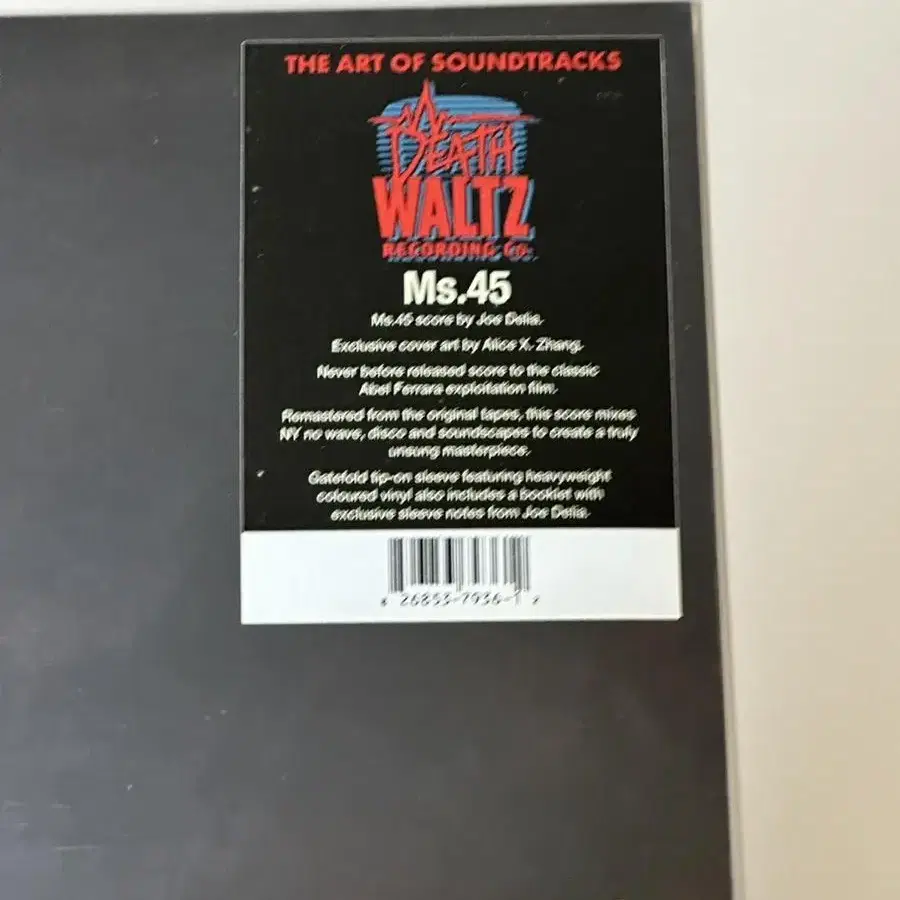 THE ART OF SOUNDTRACKS
DEATH
WALTZ
RECORDING Co.
Ms.45
Ms.45 score by Joe Delia.
Exclusive cover art by Alice X. Zhang.
Never before released score to the classic
Abel Ferrara exploitation film.
Remastered from the original tapes, this score mixes
NY no wave, disco and soundscapes to create a truly
unsung masterpiece.
Gatefold tip-on sleeve featuring heavyweight
coloured vinyl also includes a booklet with
exclusive sleeve notes from Joe Delia.
26853-7936-1